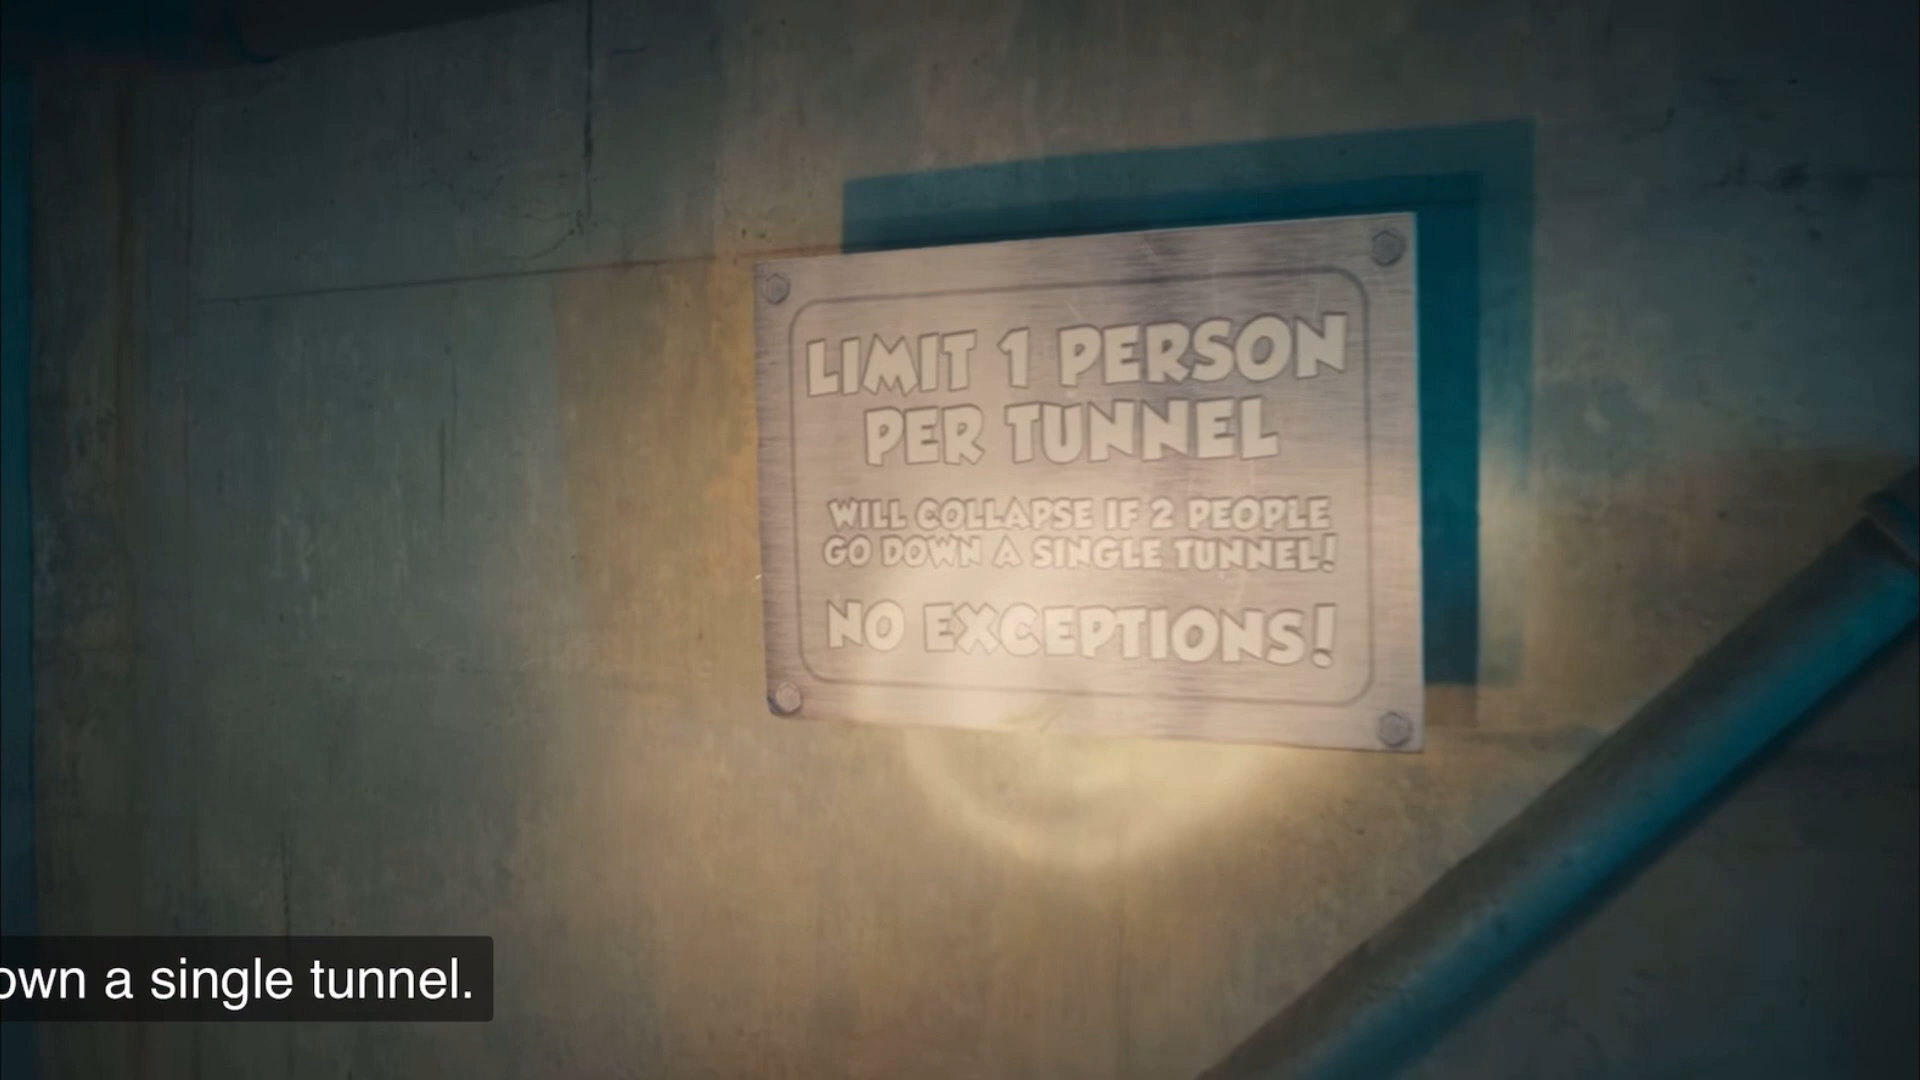 LIMIT 1 PERSON
PER TUNNEL
WILL COLLAPSE IF 2 PEOPLE
GO DOWN A SINGLE TUNNEL!
NO EXCEPTIONS!
own a single tunnel.